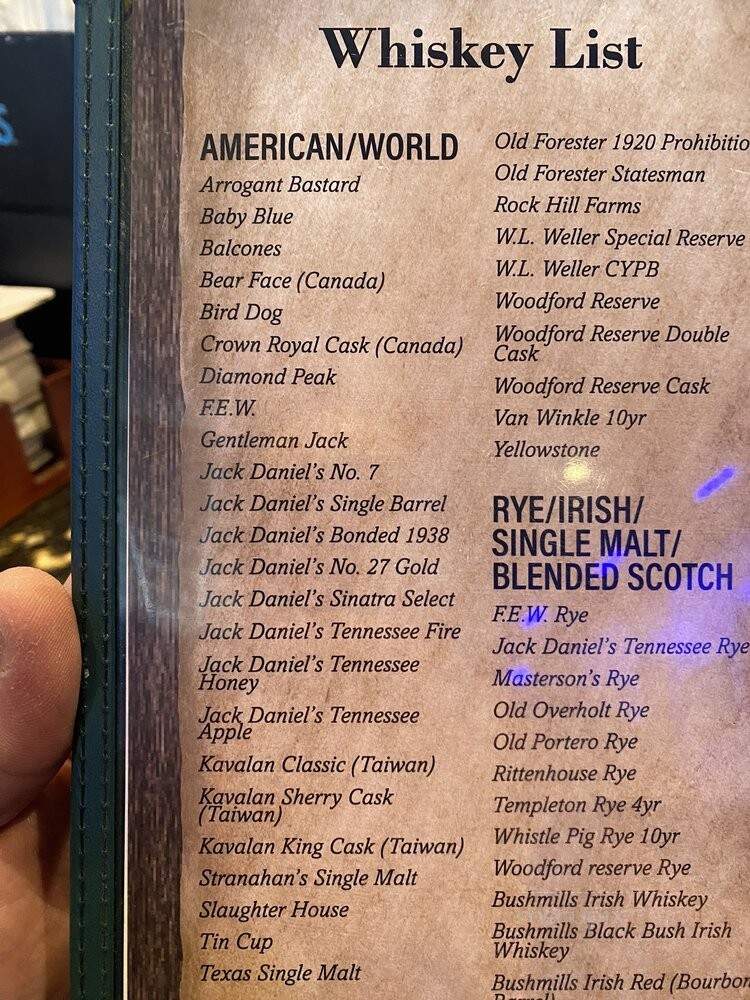 Whiskey List
AMERICAN/WORLD
Arrogant Bastard
Baby Blue
Balcones
Bear Face (Canada)
Bird Dog
Crown Royal Cask (Canada)
Diamond Peak
F.E.W.
Gentleman Jack
Jack Daniel's No. 7
Jack Daniel's Single Barrel
Jack Daniel's Bonded 1938
Jack Daniel's No. 27 Gold
Jack Daniel's Sinatra Select
Jack Daniel's Tennessee Fire
Jack Daniel's Tennessee
Honey
Jack Daniel's Tennessee
Apple
Kavalan Classic (Taiwan)
Kavalan Sherry Cask
(Taiwan)
Kavalan King Cask (Taiwan)
Stranahan's Single Malt
Slaughter House
Tin Cup
Texas Single Malt
Old Forester 1920 Prohibitio
Old Forester Statesman
Rock Hill Farms
W.L. Weller Special Reserve
W.L. Weller CYPB
Woodford Reserve
Woodford Reserve Double
Cask
Woodford Reserve Cask
Van Winkle 10yr
Yellowstone
RYE/IRISH/
SINGLE MALT/
BLENDED SCOTCH
F.E.W. Rye
Jack Daniel's Tennessee Rye
Masterson's Rye
Old Overholt Rye
Old Portero Rye
Rittenhouse Rye
Templeton Rye 4yr
Whistle Pig Rye 10yr
Woodford reserve Rye
Bushmills Irish Whiskey
Bushmills Black Bush Irish
Whiskey
Bushmills Irish Red (Bourbon